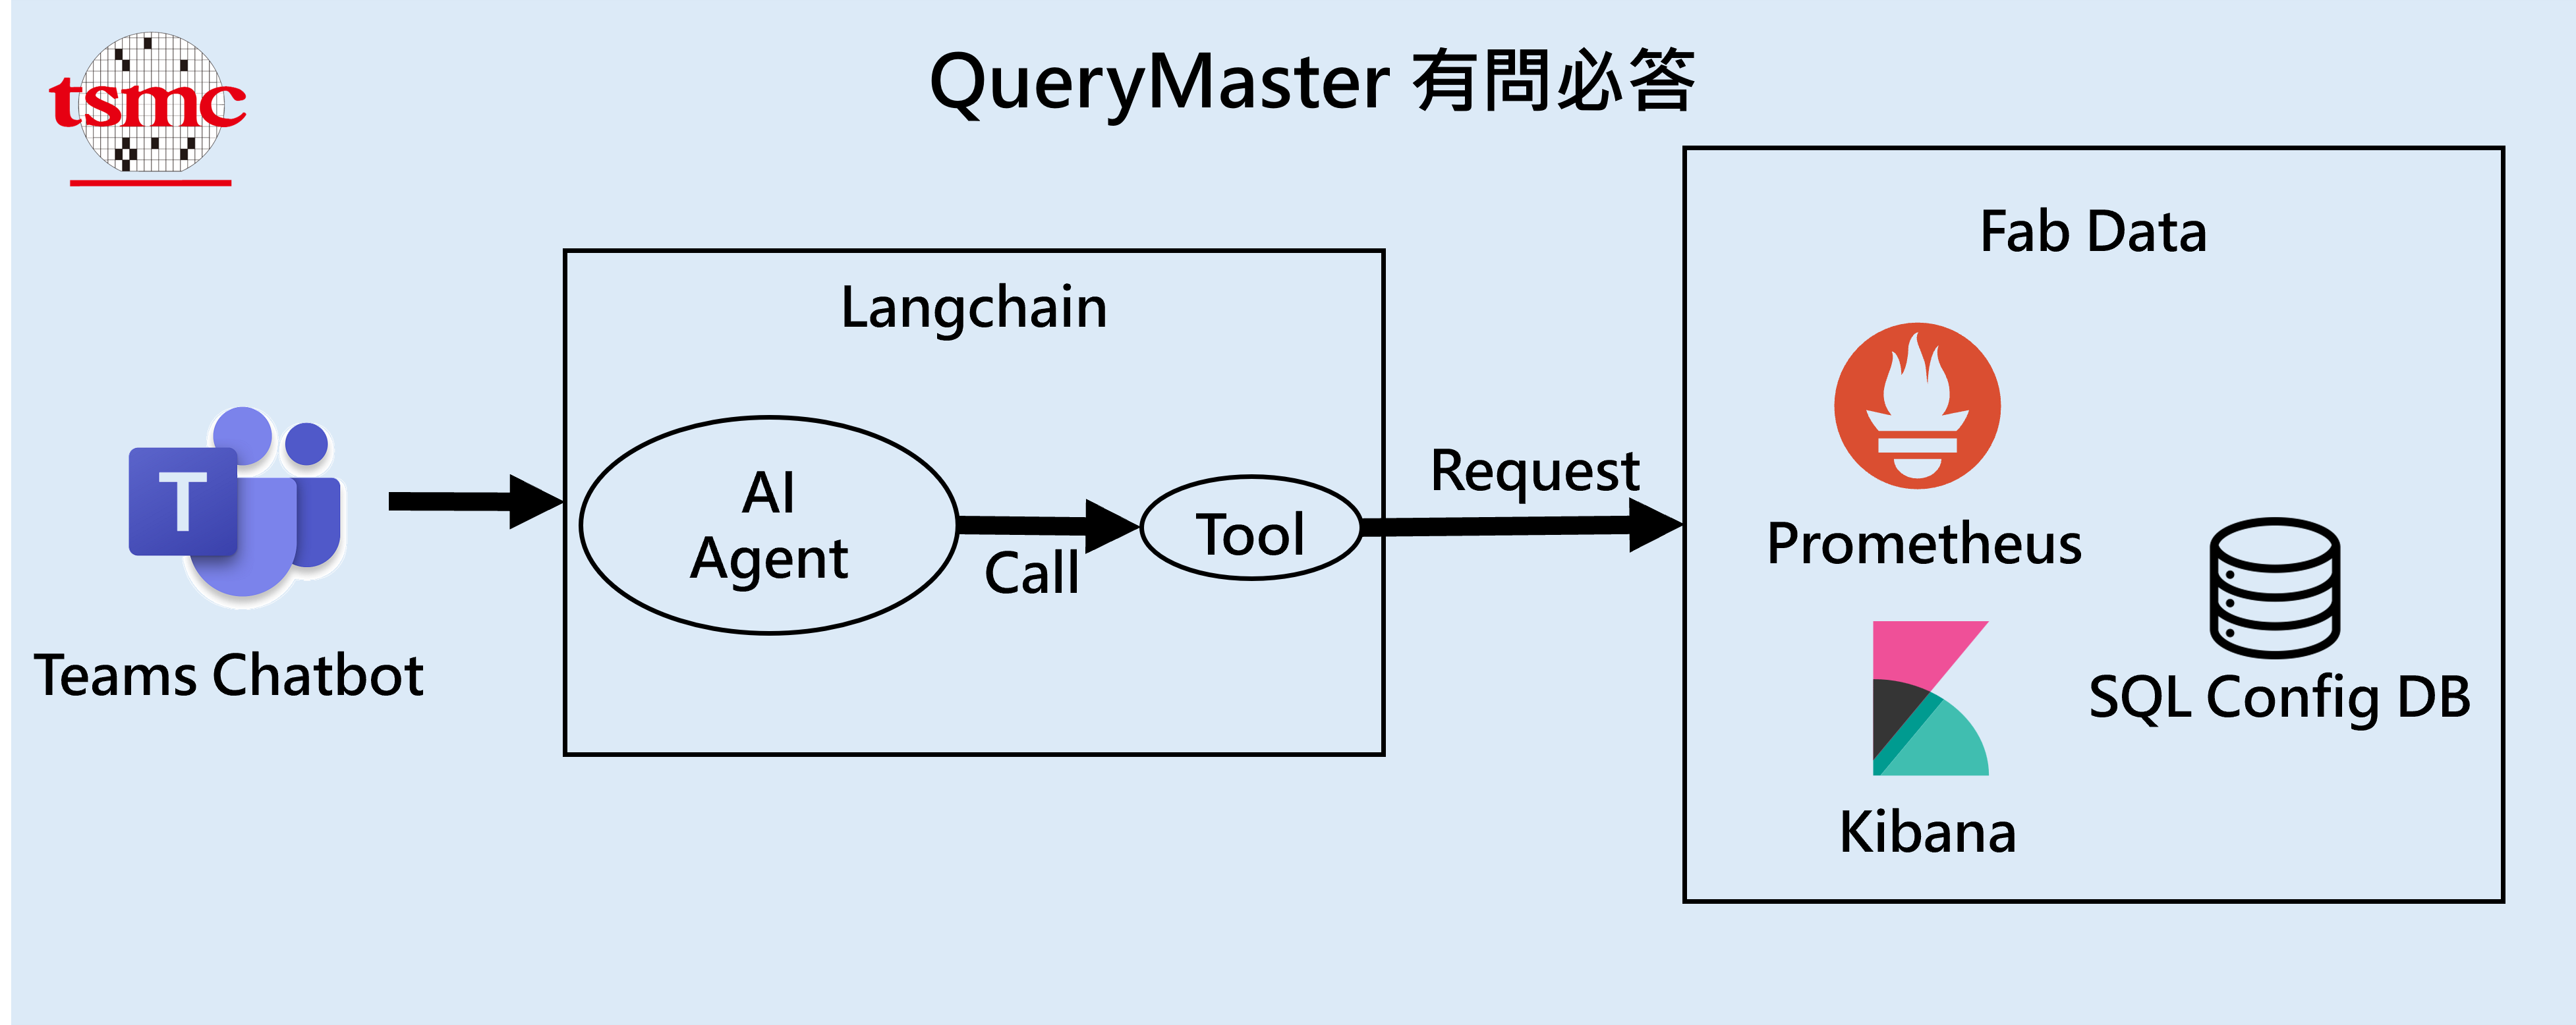 tsmc
QueryMaster 有問必答
T
Teams Chatbot
Langchain
AI
Agent
Call
Tool
Request
Fab Data
Prometheus
Kibana
SQL Config DB